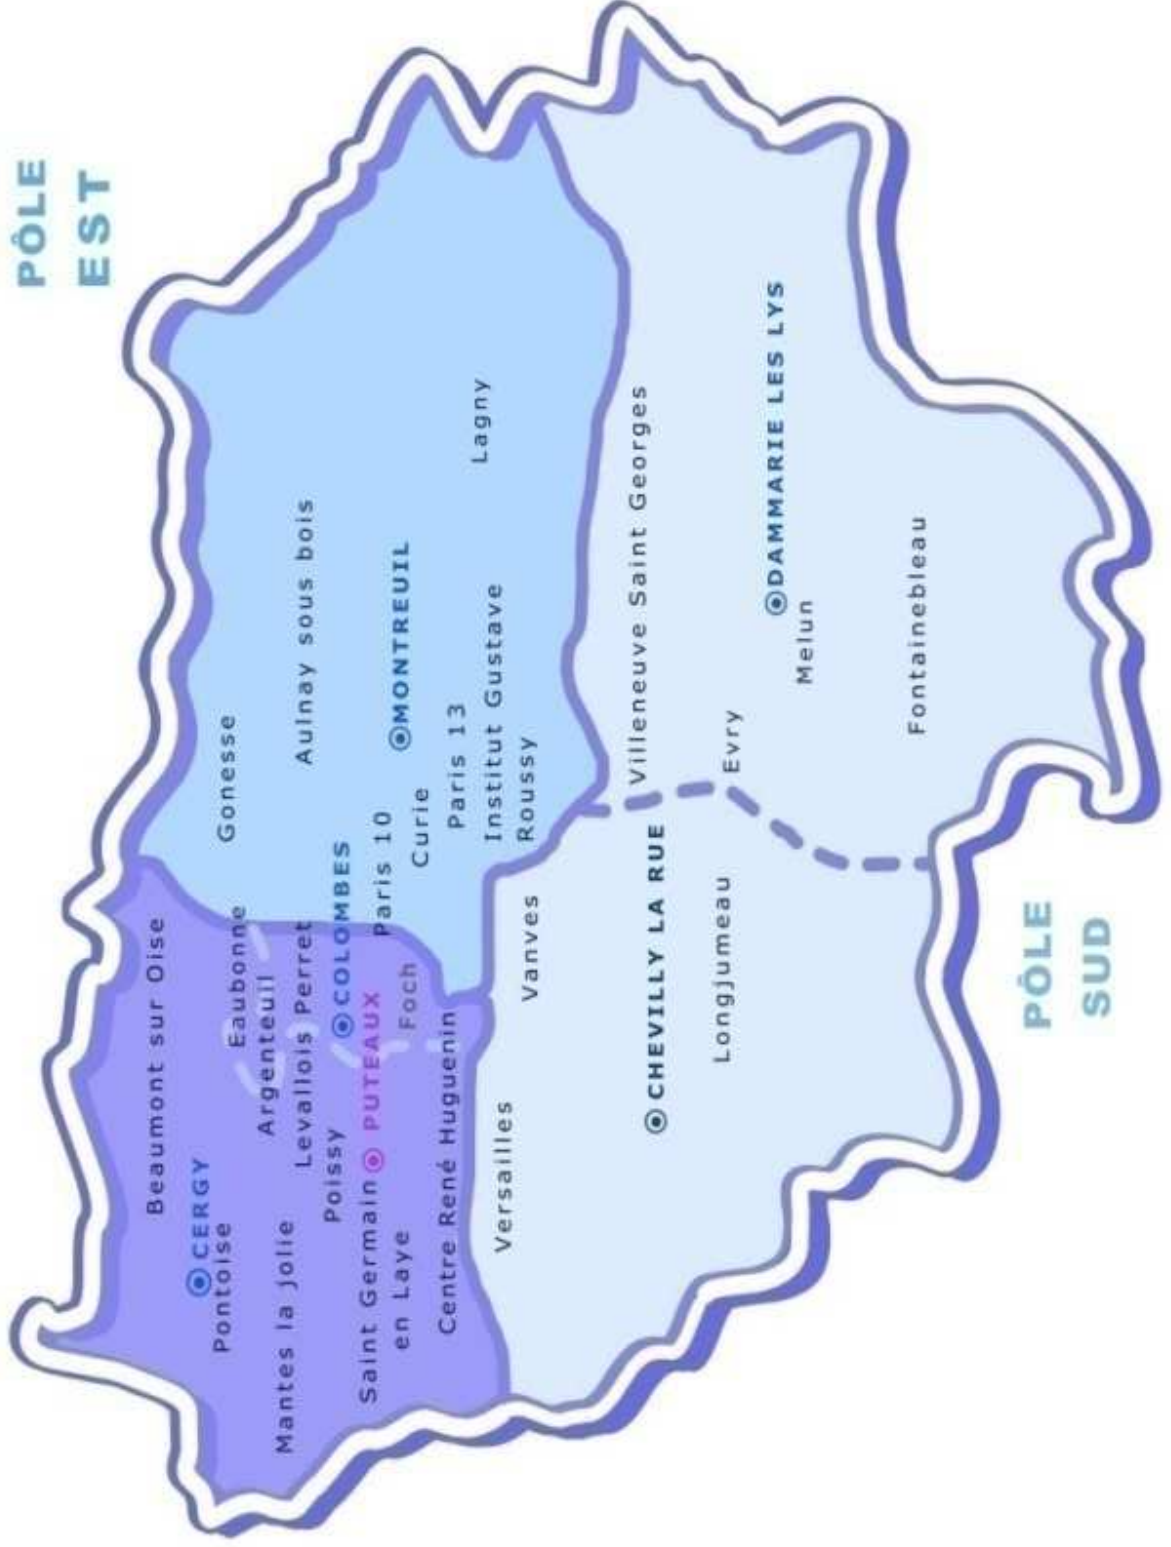 PÔLE
EST
Beaumont sur Oise
Gonesse
CERGY
Pontoise
Eaubonne
Argenteuil
Aulnay sous bois
Mantes la jolie
Levallois Perret
Poissy
COLOMBES
Saint Germain
en Laye
PUTEAUX
Paris 10
MONTREUIL
Foch
Curie
Centre René Huguenin
Paris 13
Lagny
Institut Gustave
Roussy
Versailles
Vanves
Villeneuve Saint Georges
CHEVILLY LA RUE
Longjumeau
Evry
DAMMARIE LES LYS
Melun
Fontainebleau
PÔLE
SUD